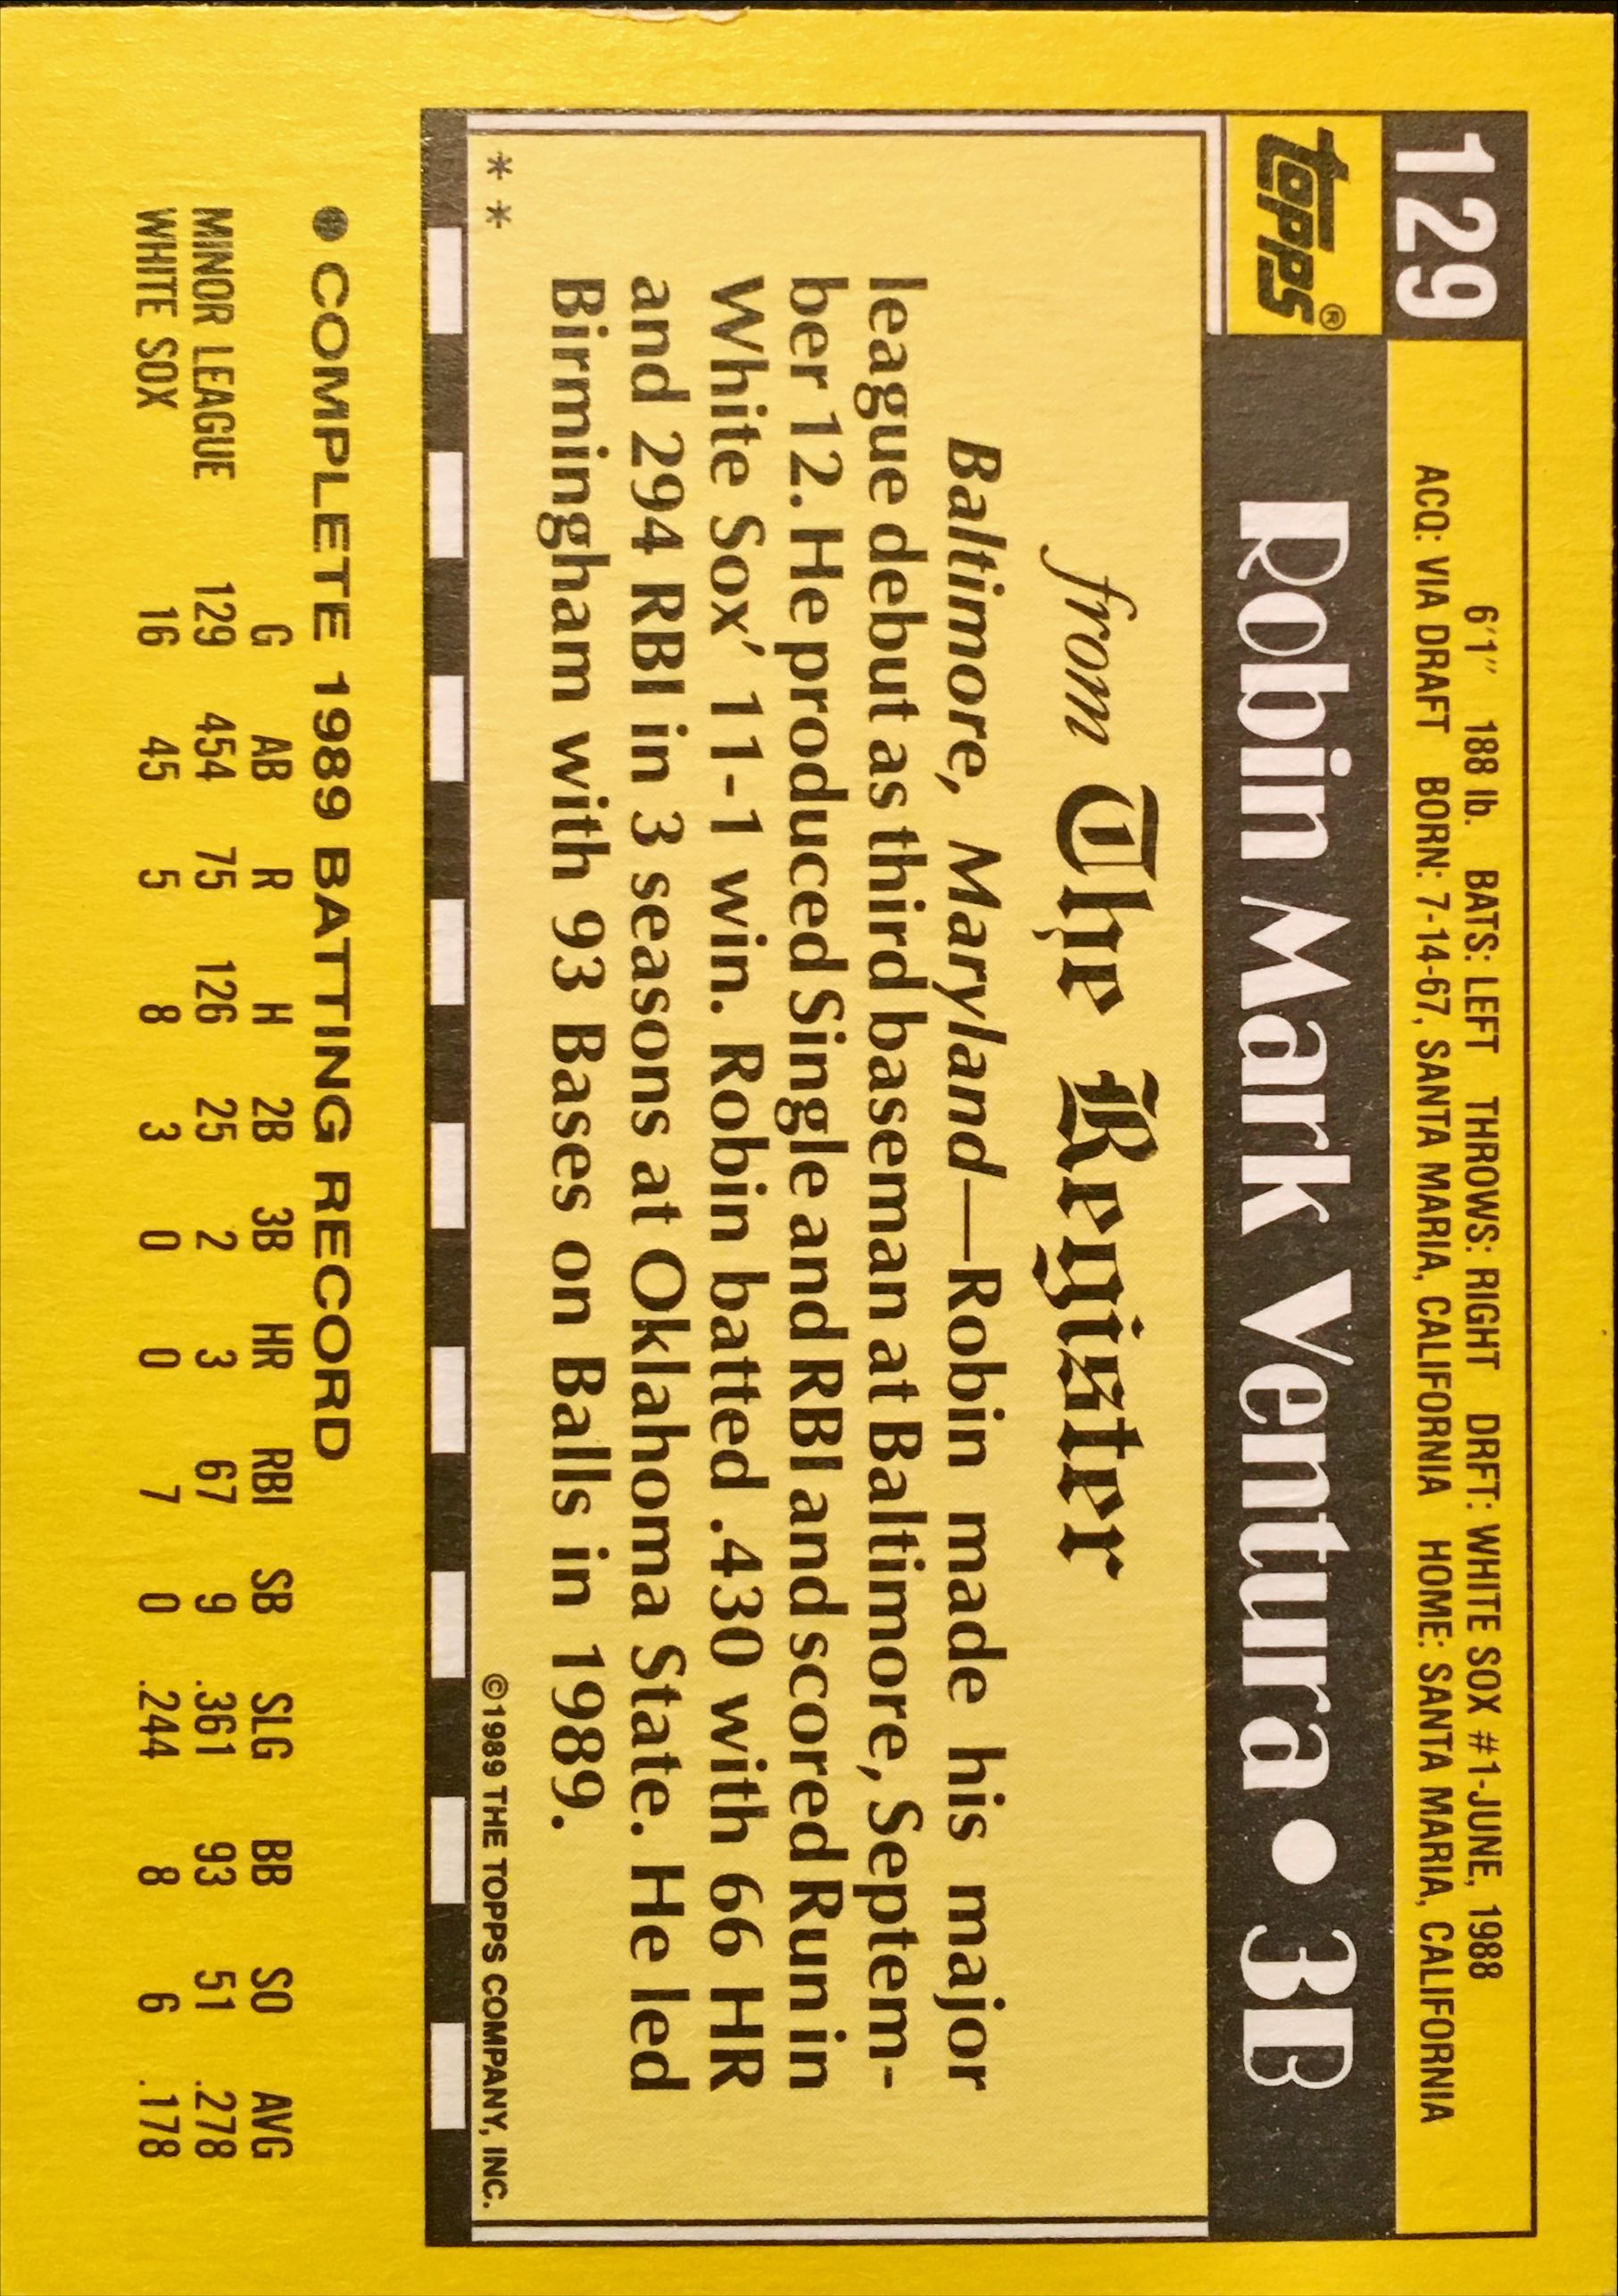 129
6'1" 188 lb. BATS: LEFT THROWS: RIGHT DRFT: WHITE SOX #1-JUNE, 1988
ACQ: VIA DRAFT BORN: 7-14-67, SANTA MARIA, CALIFORNIA HOME: SANTA MARIA, CALIFORNIA
topps®
Robin Mark Ventura • 3B
from The Register
Baltimore, Maryland—Robin made his major
league debut as third baseman at Baltimore, Septem-
ber 12. He produced Single and RBI and scored Run in
White Sox' 11-1 win. Robin batted .430 with 66 HR
and 294 RBI in 3 seasons at Oklahoma State. He led
Birmingham with 93 Bases on Balls in 1989.
* * ©1989 THE TOPPS COMPANY, INC.
• COMPLETE 1989 BATTING RECORD
G AB R H 2B 3B HR RBI SB SLG BB SO AVG
MINOR LEAGUE 129 454 75 126 25 2 3 67 9 .361 93 51 .278
WHITE SOX 16 45 5 8 3 0 0 7 0 .244 8 6 .178